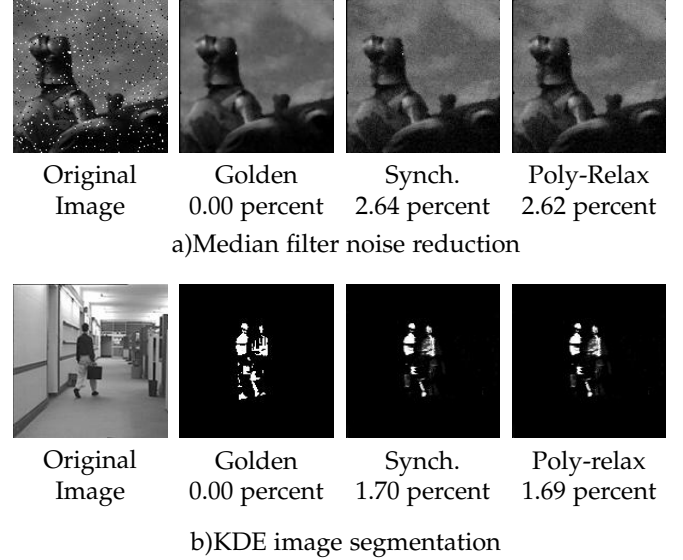 Original Golden Synch. Poly-Relax
Image 0.00 percent 2.64 percent 2.62 percent
a)Median filter noise reduction
Original Golden Synch. Poly-relax
Image 0.00 percent 1.70 percent 1.69 percent
b)KDE image segmentation